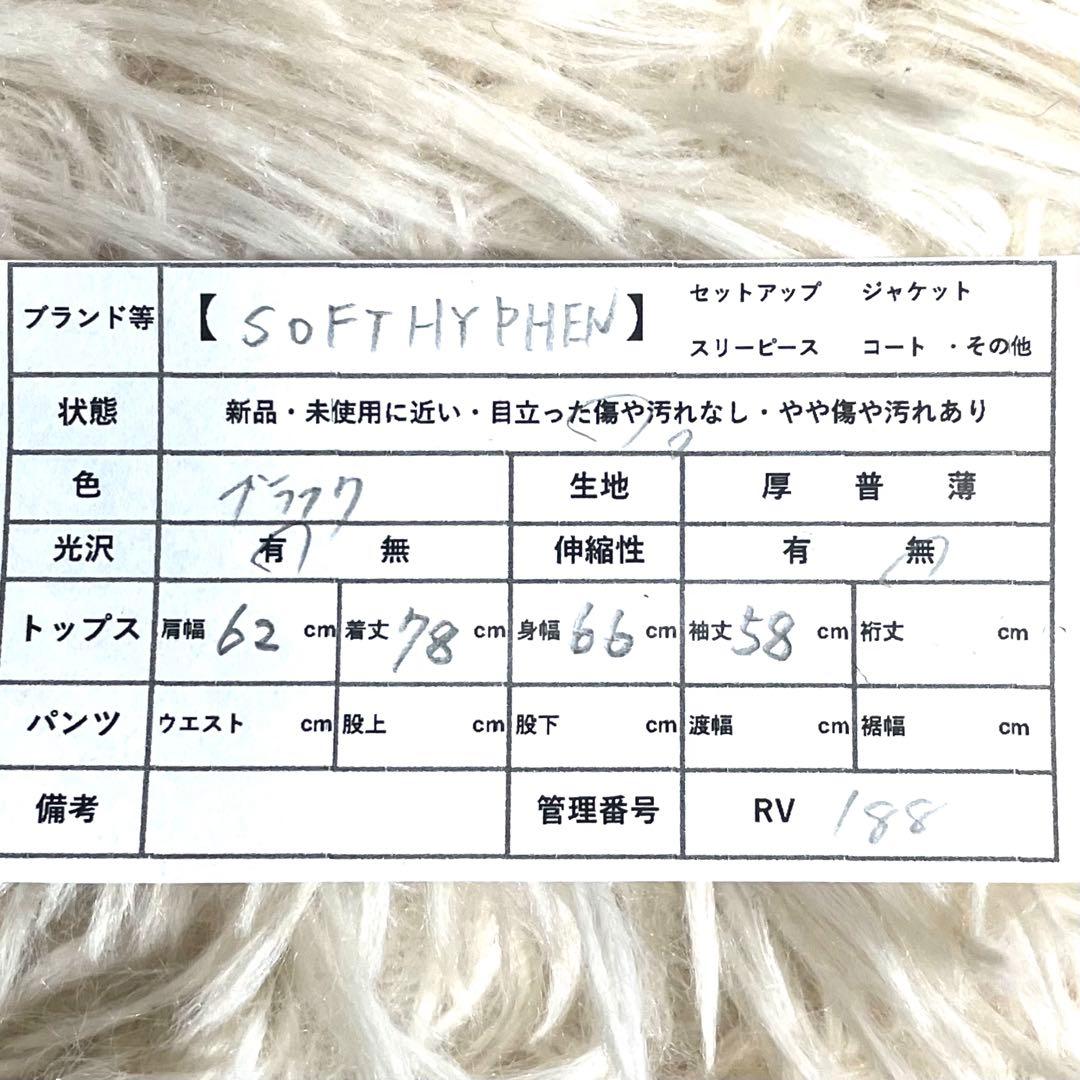 ブランド等 【SOFTHYPHEN】 セットアップ ジャケット
スリーピース コート ・その他
状態 新品・未使用に近い・目立った傷や汚れなし・やや傷や汚れあり
色 ブラック 生地 厚 普 薄
光沢 有 無 伸縮性 有 無
トップス 肩幅 62 cm 着丈 78 cm 身幅 66 cm 袖丈 58 cm 裄丈 cm
パンツ ウエスト cm 股上 cm 股下 cm 渡幅 cm 裾幅 cm
備考 管理番号 RV 188